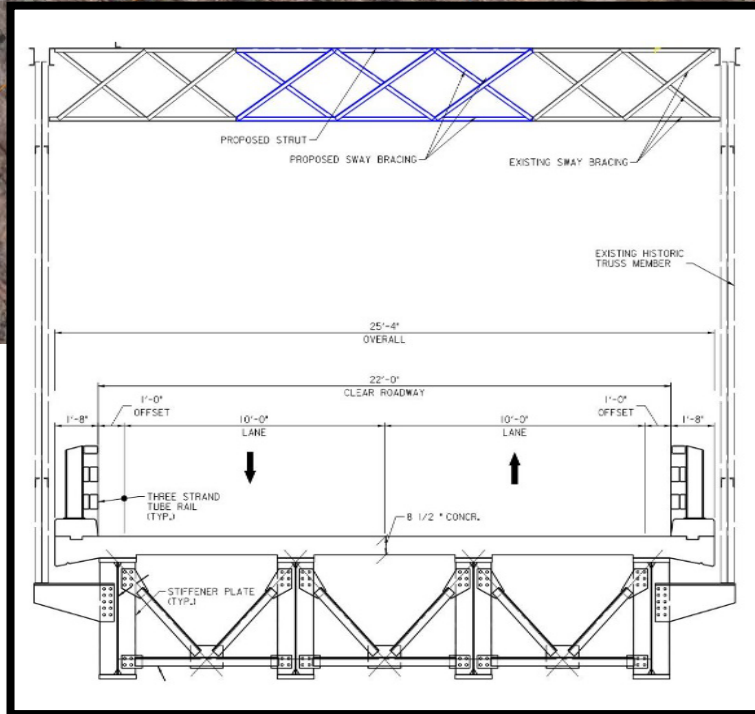 PROPOSED STRUT
PROPOSED SWAY BRACING
EXISTING SWAY BRACING
EXISTING HISTORIC
TRUSS MEMBER
25'-4"
OVERALL
22'-0"
CLEAR ROADWAY
1'-8"
1'-0"
OFFSET
10'-0"
LANE
10'-0"
LANE
1'-0"
OFFSET
1'-8"
THREE STRAND
TUBE RAIL
(TYP.)
8 1/2 " CONCR.
STIFFENER PLATE
(TYP.)